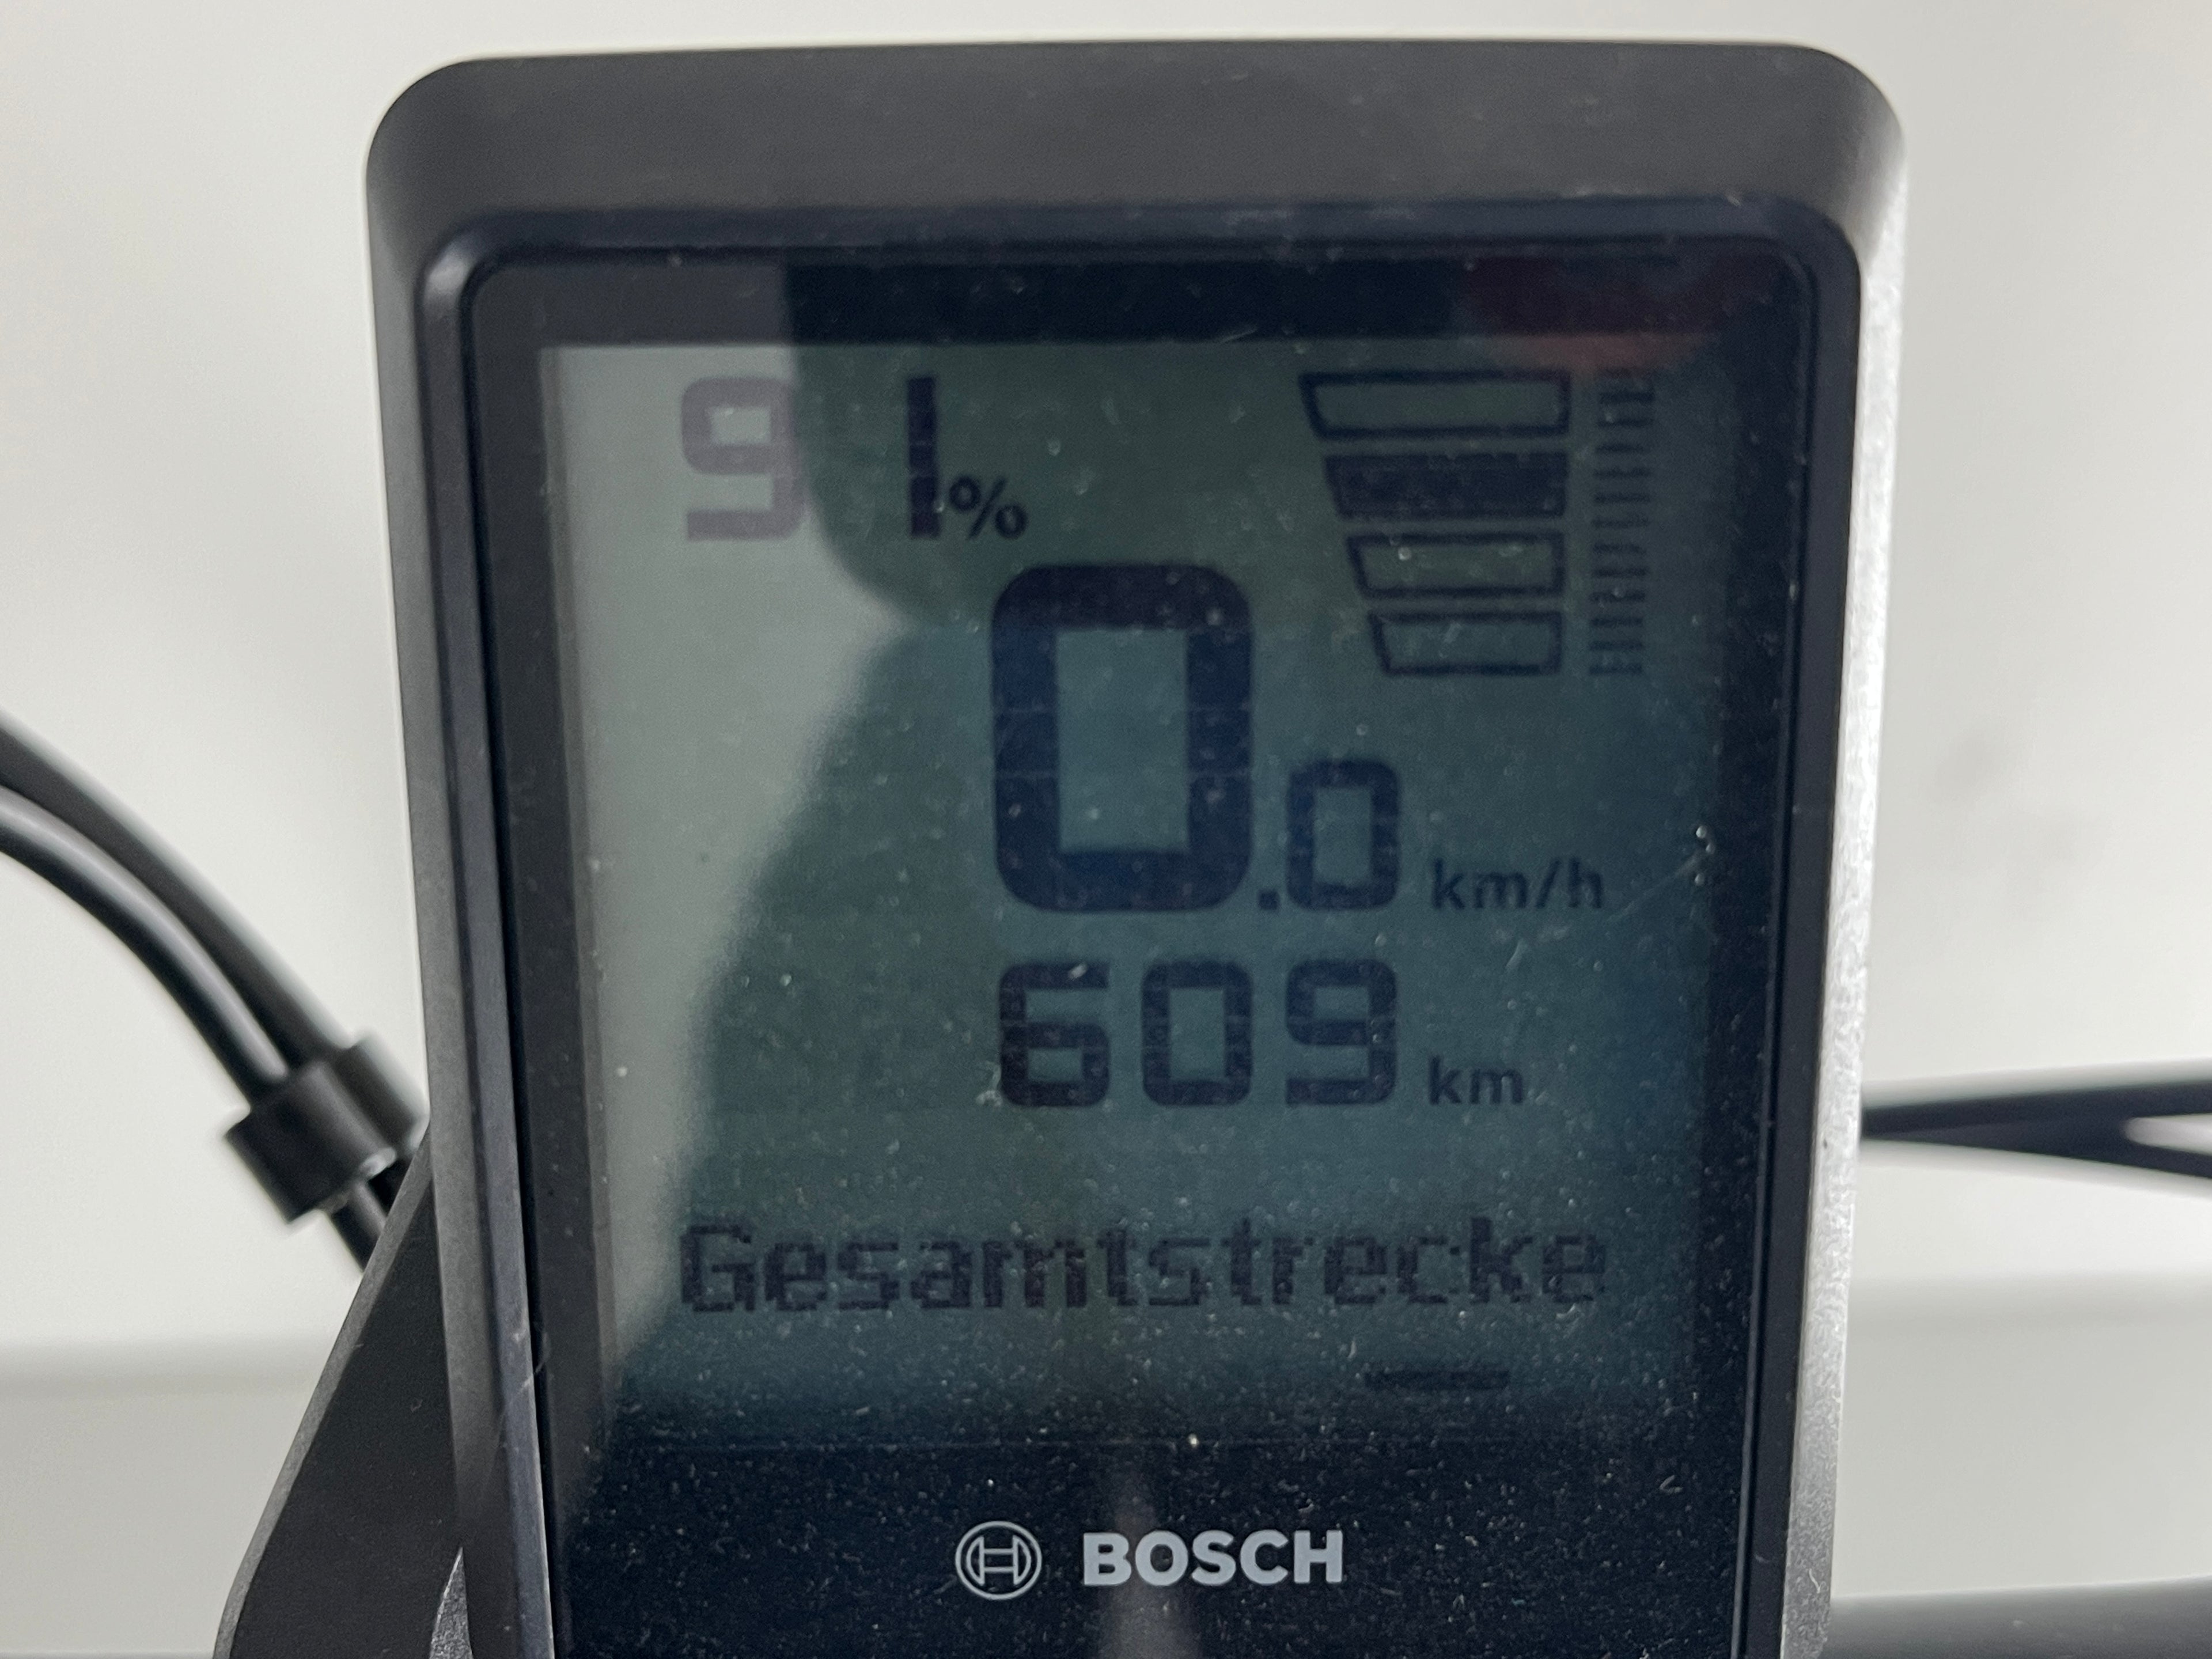 91%
0.0 km/h
609 km
Gesamtstrecke
BOSCH